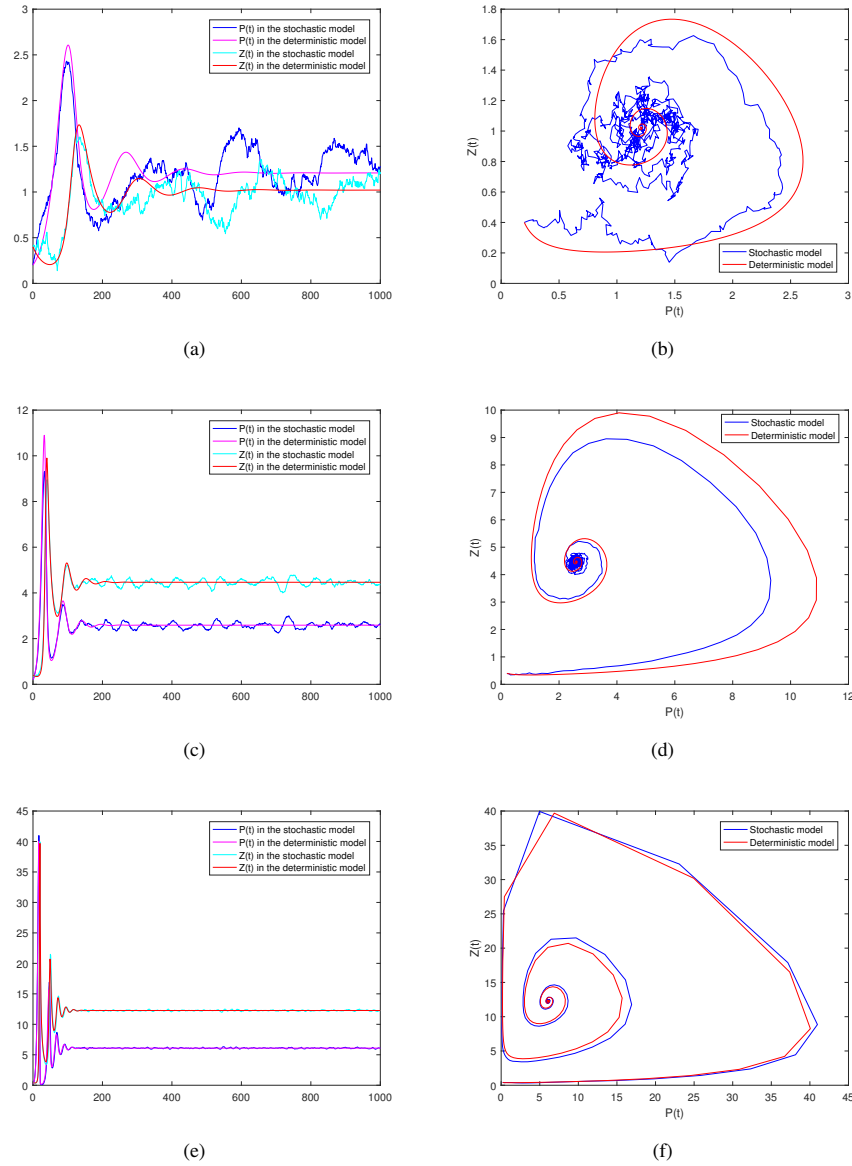 3
2.5
2
1.5
1
0.5
0
0 200 400 600 800 1000
P(t) in the stochastic model
P(t) in the deterministic model
Z(t) in the stochastic model
Z(t) in the deterministic model
(a)
1.8
1.6
1.4
1.2
1
0.8
0.6
0.4
0.2
0
Z(t)
0 0.5 1 1.5 2 2.5 3
P(t)
Stochastic model
Deterministic model
(b)
12
10
8
6
4
2
0
0 200 400 600 800 1000
P(t) in the stochastic model
P(t) in the deterministic model
Z(t) in the stochastic model
Z(t) in the deterministic model
(c)
10
9
8
7
6
5
4
3
2
1
0
Z(t)
0 2 4 6 8 10 12
P(t)
Stochastic model
Deterministic model
(d)
45
40
35
30
25
20
15
10
5
0
0 200 400 600 800 1000
P(t) in the stochastic model
P(t) in the deterministic model
Z(t) in the stochastic model
Z(t) in the deterministic model
(e)
40
35
30
25
20
15
10
5
0
Z(t)
0 5 10 15 20 25 30 35 40 45
P(t)
Stochastic model
Deterministic model
(f)